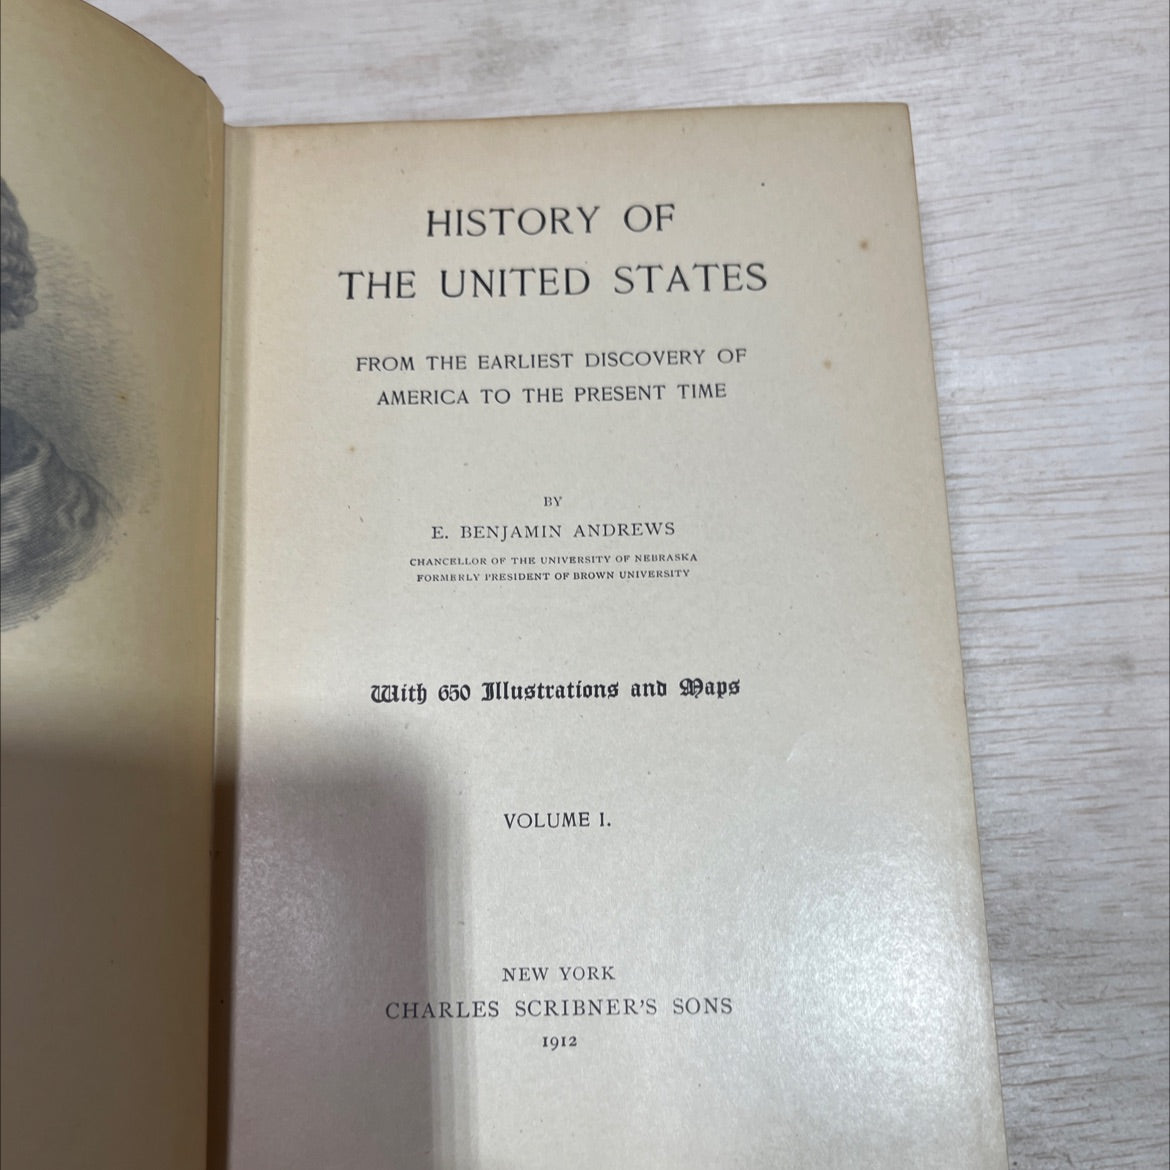 HISTORY OF
THE UNITED STATES
FROM THE EARLIEST DISCOVERY OF
AMERICA TO THE PRESENT TIME
BY
E. BENJAMIN ANDREWS
CHANCELLOR OF THE UNIVERSITY OF NEBRASKA
FORMERLY PRESIDENT OF BROWN UNIVERSITY
With 650 Illustrations and Maps
VOLUME I.
NEW YORK
CHARLES SCRIBNER'S SONS
1912